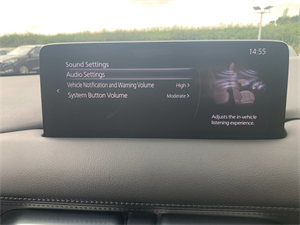 14:55
Sound Settings
Audio Settings
Vehicle Notification and Warning Volume High >
System Button Volume Moderate >
Adjusts the in-vehicle
listening experience.